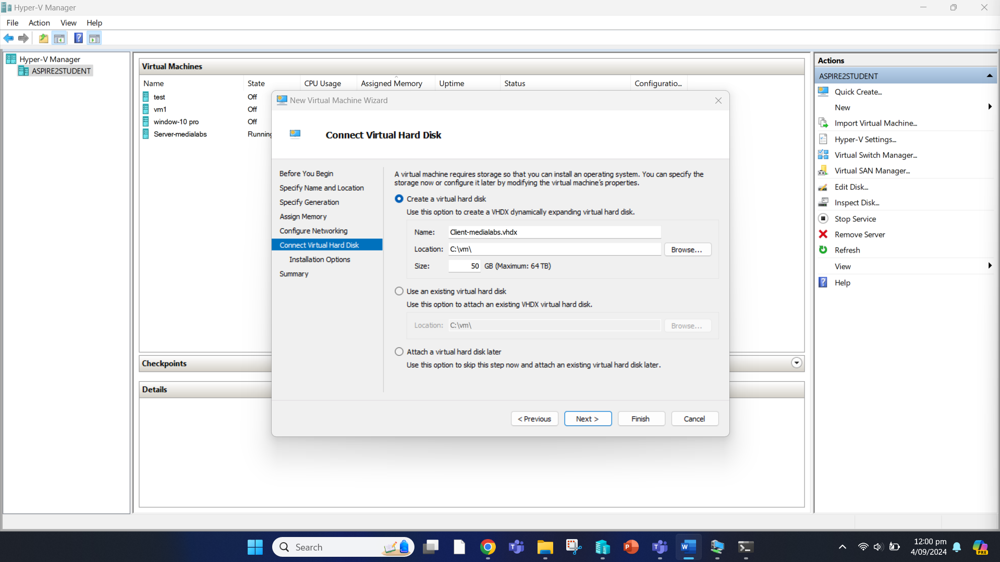 Hyper-V Manager
File Action View Help
Hyper-V Manager
ASPIRE2STUDENT
Virtual Machines
Name State CPU Usage Assigned Memory Uptime Status Configuratio...
test Off
vm1 Off
window-10 pro Off
Server-medialabs Running
Checkpoints
Details
New Virtual Machine Wizard
Connect Virtual Hard Disk
Before You Begin
Specify Name and Location
Specify Generation
Assign Memory
Configure Networking
Connect Virtual Hard Disk
Installation Options
Summary
A virtual machine requires storage so that you can install an operating system. You can specify the
storage now or configure it later by modifying the virtual machine's properties.
Create a virtual hard disk
Use this option to create a VHDX dynamically expanding virtual hard disk.
Name: Client-medialabs.vhdx
Location: C:\vm\ Browse...
Size: 50 GB (Maximum: 64 TB)
Use an existing virtual hard disk
Use this option to attach an existing VHDX virtual hard disk.
Location: C:\vm\ Browse...
Attach a virtual hard disk later
Use this option to skip this step now and attach an existing virtual hard disk later.
< Previous Next > Finish Cancel
Actions
ASPIRE2STUDENT
Quick Create...
New
Import Virtual Machine...
Hyper-V Settings...
Virtual Switch Manager...
Virtual SAN Manager...
Edit Disk...
Inspect Disk...
Stop Service
Remove Server
Refresh
View
Help
Search
12:00 pm
4/09/2024
PRE